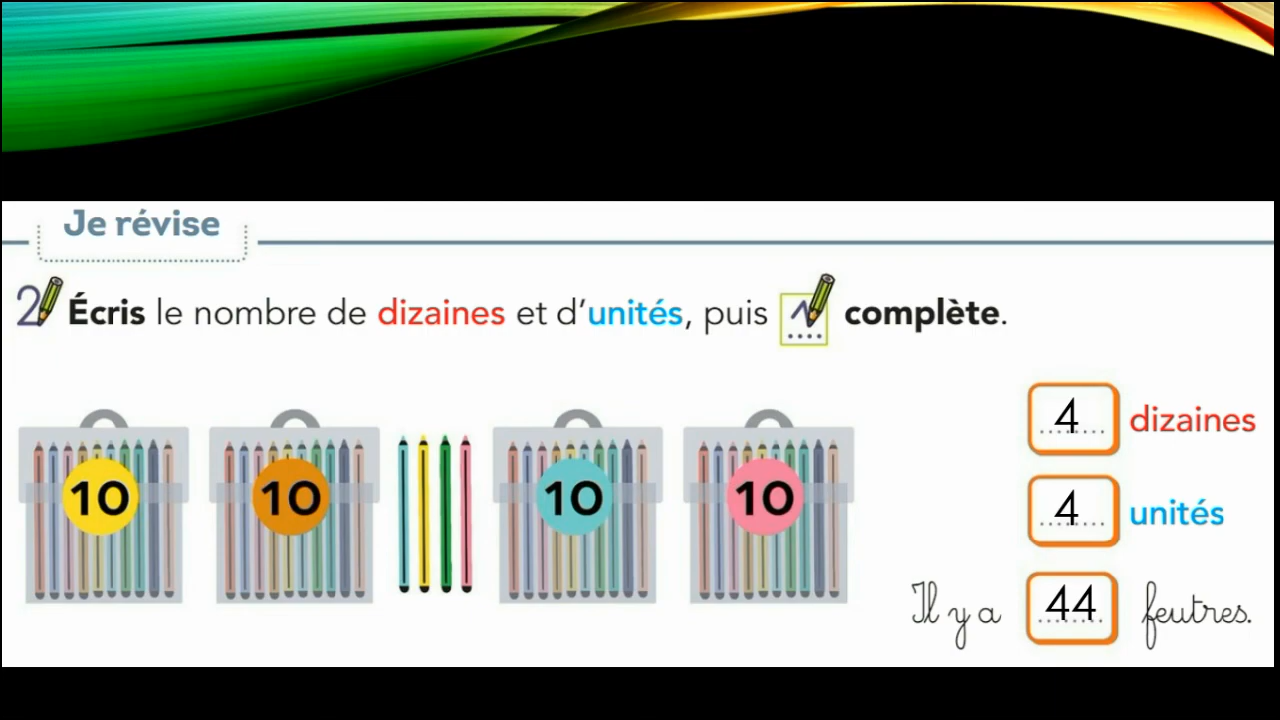 Je révise
2 Écris le nombre de dizaines et d'unités, puis complète.
10 10 10 10
4 dizaines
4 unités
Il y a 44 feutres.